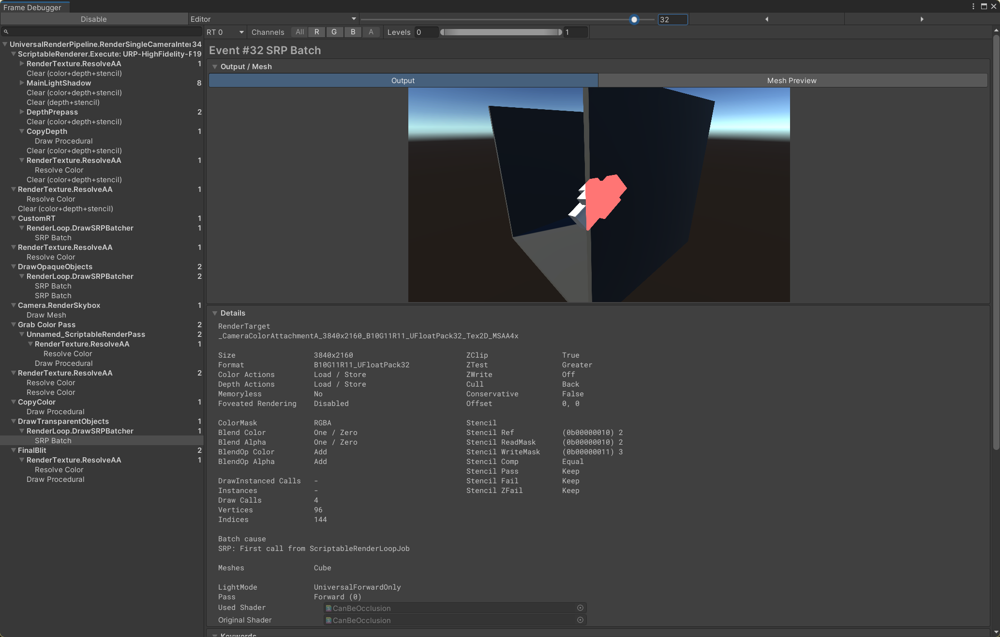 Frame Debugger
Disable
Editor
32
RT 0
Channels
All
R
G
B
A
Levels
0
1
UniversalRenderPipeline.RenderSingleCameraInter 34
ScriptableRenderer.Execute: URP-HighFidelity-F 19
RenderTexture.ResolveAA 1
Clear (color+depth+stencil)
MainLightShadow 8
Clear (color+depth+stencil)
Clear (depth+stencil)
DepthPrepass 2
Clear (color+depth+stencil)
CopyDepth 1
Draw Procedural
Clear (color+depth+stencil)
RenderTexture.ResolveAA 1
Resolve Color
Clear (color+depth+stencil)
RenderTexture.ResolveAA 1
Resolve Color
Clear (color+depth+stencil)
CustomRT 1
RenderLoop.DrawSRPBatcher 1
SRP Batch
RenderTexture.ResolveAA 1
Resolve Color
DrawOpaqueObjects 2
RenderLoop.DrawSRPBatcher 2
SRP Batch
SRP Batch
Camera.RenderSkybox 1
Draw Mesh
Grab Color Pass 2
Unnamed_ScriptableRenderPass 2
RenderTexture.ResolveAA 1
Resolve Color
Draw Procedural
RenderTexture.ResolveAA 2
Resolve Color
Resolve Color
CopyColor 1
Draw Procedural
DrawTransparentObjects 1
RenderLoop.DrawSRPBatcher 1
SRP Batch
FinalBlit 2
RenderTexture.ResolveAA 1
Resolve Color
Draw Procedural
Event #32 SRP Batch
Output / Mesh
Output
Mesh Preview
Details
RenderTarget
_CameraColorAttachmentA_3840x2160_B10G11R11_UFloatPack32_Tex2D_MSAA4x
Size 3840x2160 ZClip True
Format B10G11R11_UFloatPack32 ZTest Greater
Color Actions Load / Store ZWrite Off
Depth Actions Load / Store Cull Back
Memoryless No Conservative False
Foveated Rendering Disabled Offset 0, 0
ColorMask RGBA Stencil
Blend Color One / Zero Stencil Ref (0b00000010) 2
Blend Alpha One / Zero Stencil ReadMask (0b00000010) 2
BlendOp Color Add Stencil WriteMask (0b00000011) 3
BlendOp Alpha Add Stencil Comp Equal
Stencil Pass Keep
DrawInstanced Calls - Stencil Fail Keep
Instances - Stencil ZFail Keep
Draw Calls 4
Vertices 96
Indices 144
Batch cause
SRP: First call from ScriptableRenderLoopJob
Meshes Cube
LightMode UniversalForwardOnly
Pass Forward (0)
Used Shader CanBeOcclusion
Original Shader CanBeOcclusion
Keywords